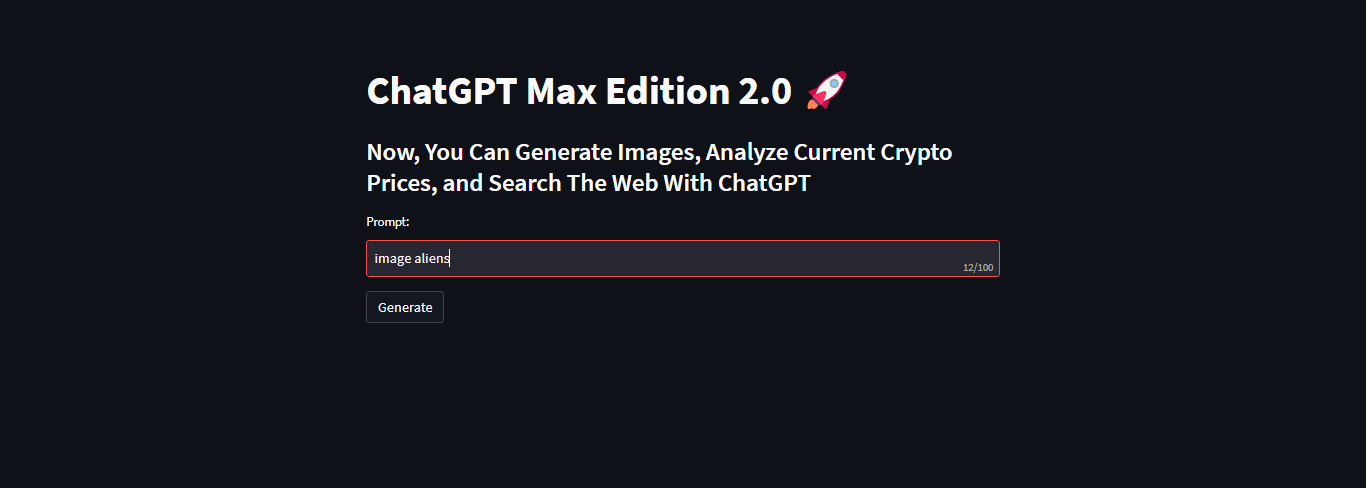 ChatGPT Max Edition 2.0 🚀
Now, You Can Generate Images, Analyze Current Crypto
Prices, and Search The Web With ChatGPT
Prompt:
image aliens
12/100
Generate